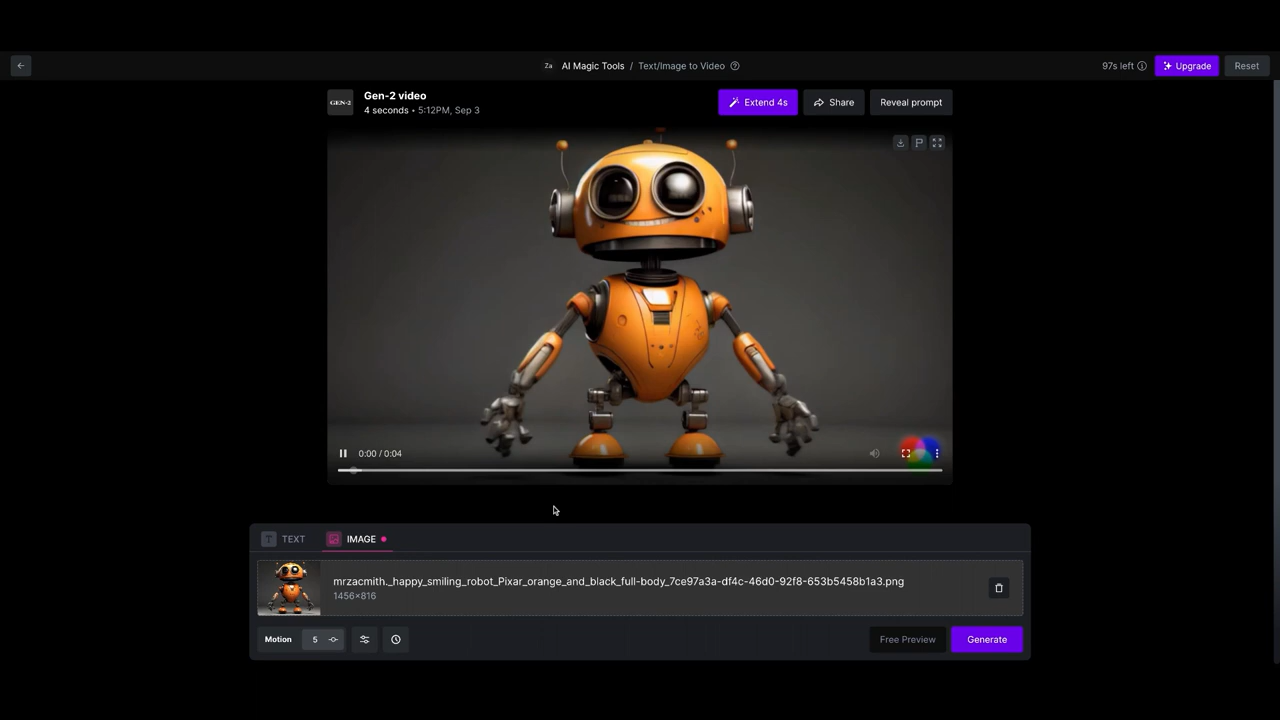 Za AI Magic Tools / Text/Image to Video
97s left
Upgrade
Reset
GEN-2
Gen-2 video
4 seconds • 5:12PM, Sep 3
Extend 4s
Share
Reveal prompt
0:00 / 0:04
T TEXT
IMAGE
mrzacmith._happy_smiling_robot_Pixar_orange_and_black_full-body_7ce97a3a-df4c-46d0-92f8-653b5458b1a3.png
1456×816
Motion 5
Free Preview
Generate